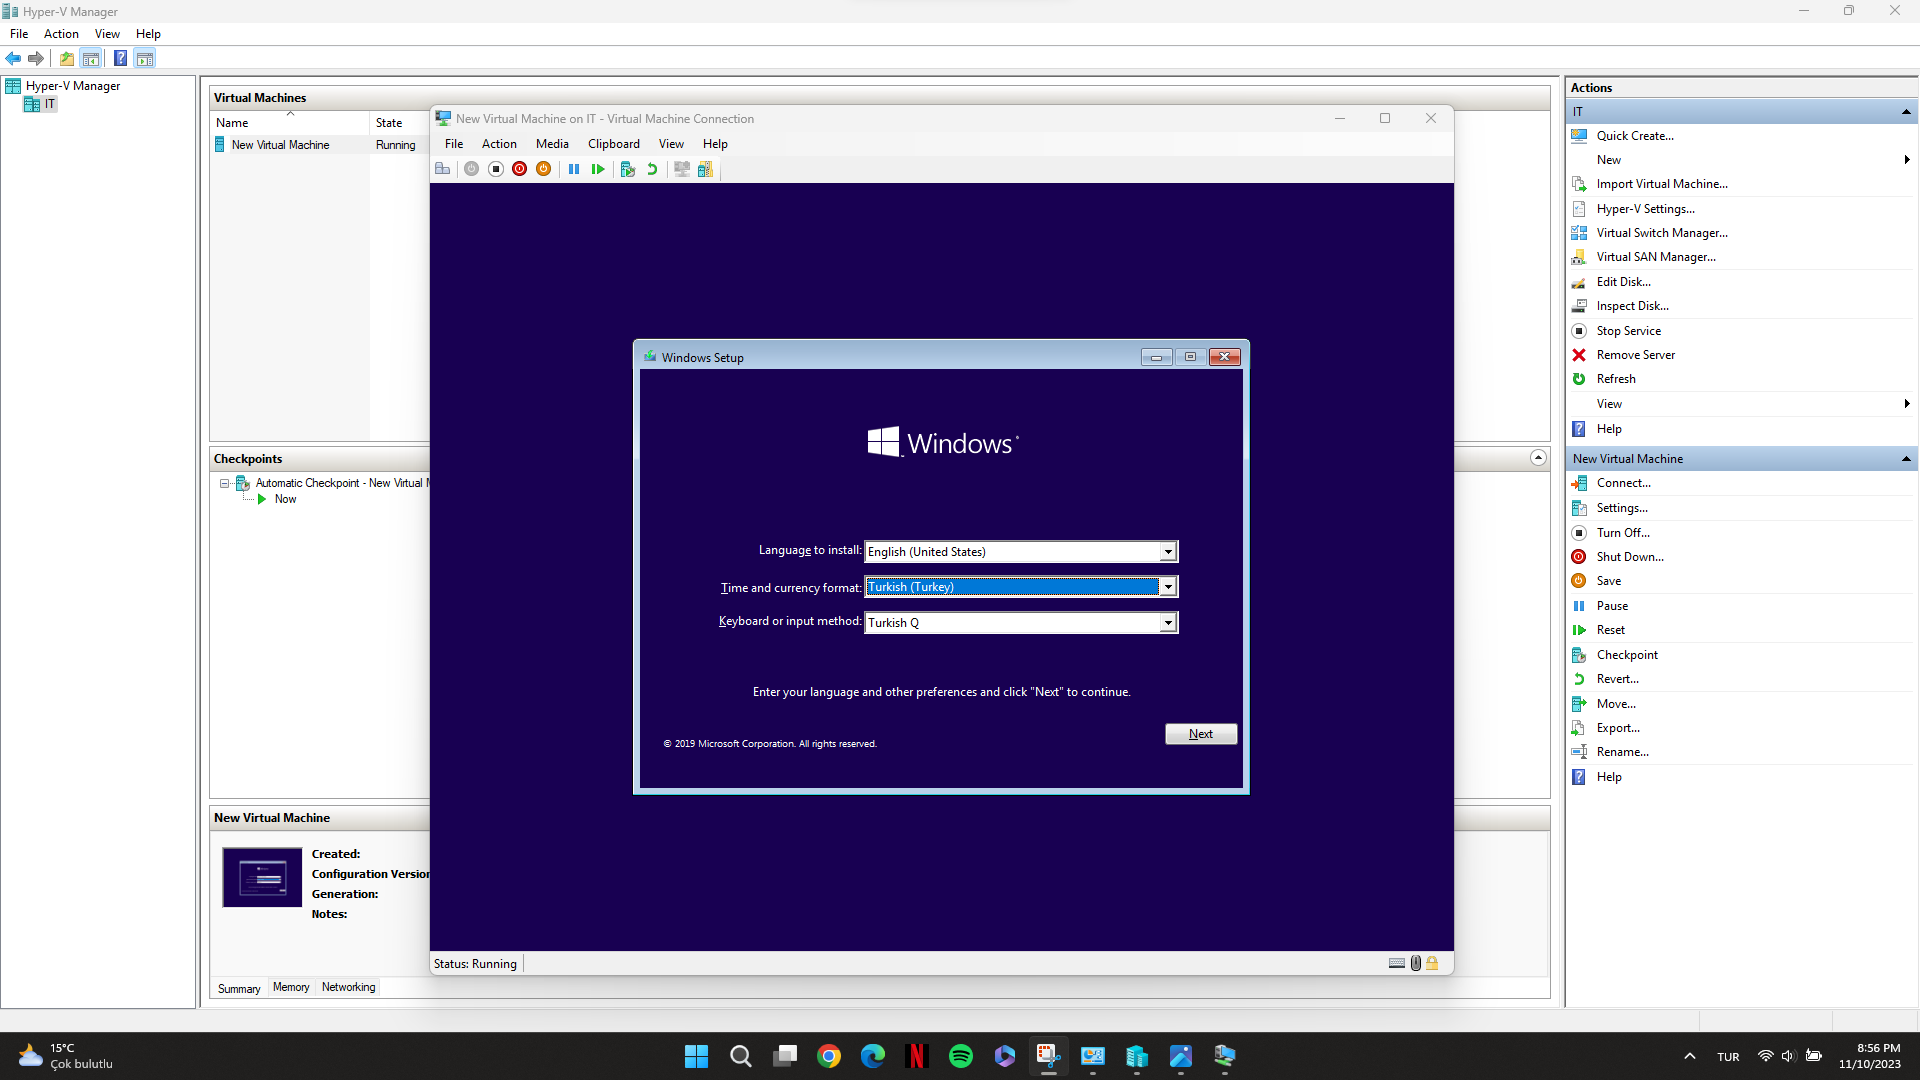 Hyper-V Manager
File Action View Help
Hyper-V Manager
IT
Virtual Machines
Name State
New Virtual Machine Running
Checkpoints
Automatic Checkpoint - New Virtual
Now
New Virtual Machine
Created:
Configuration Version
Generation:
Notes:
Summary Memory Networking
New Virtual Machine on IT - Virtual Machine Connection
File Action Media Clipboard View Help
Windows Setup
Windows
Language to install: English (United States)
Time and currency format: Turkish (Turkey)
Keyboard or input method: Turkish Q
Enter your language and other preferences and click "Next" to continue.
Next
© 2019 Microsoft Corporation. All rights reserved.
Status: Running
Actions
IT
Quick Create...
New
Import Virtual Machine...
Hyper-V Settings...
Virtual Switch Manager...
Virtual SAN Manager...
Edit Disk...
Inspect Disk...
Stop Service
Remove Server
Refresh
View
Help
New Virtual Machine
Connect...
Settings...
Turn Off...
Shut Down...
Save
Pause
Reset
Checkpoint
Revert...
Move...
Export...
Rename...
Help
15°C
Çok bulutlu
TUR
8:56 PM
11/10/2023